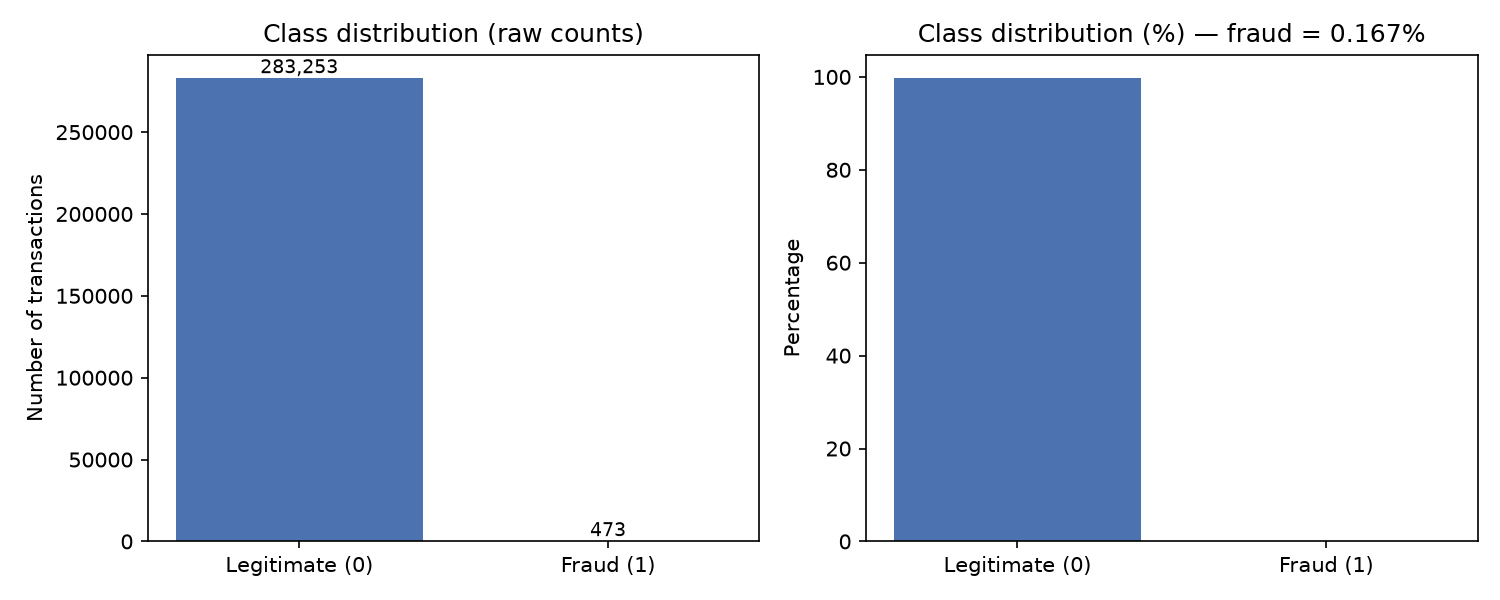 Class distribution (raw counts)
283,253
Number of transactions
250000
200000
150000
100000
50000
0
473
Legitimate (0)
Fraud (1)
Class distribution (%) — fraud = 0.167%
Percentage
100
80
60
40
20
0
Legitimate (0)
Fraud (1)